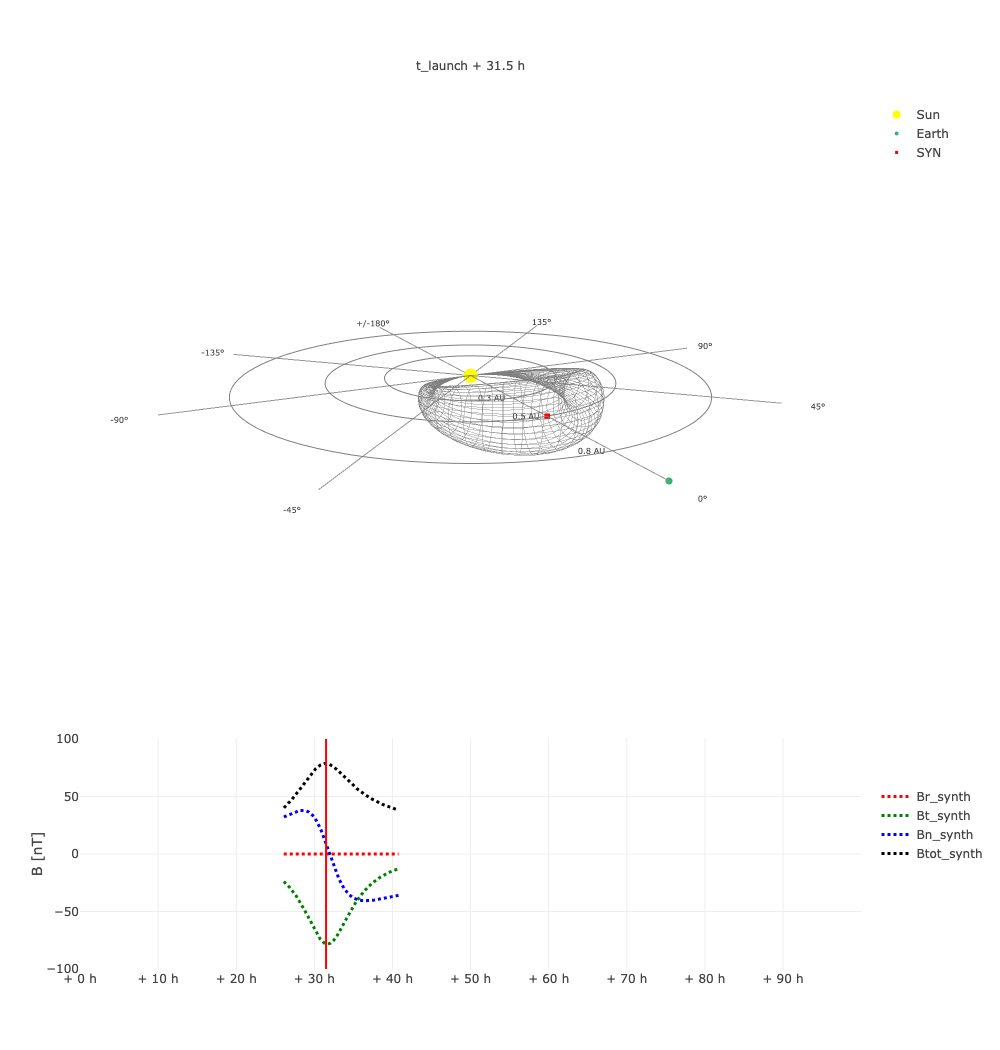 t_launch + 31.5 h
Sun
Earth
SYN
+/-180°
135°
-135°
90°
-90°
45°
0.3 AU
0.5 AU
0.8 AU
-45°
0°
B [nT]
100
50
0
−50
−100
+ 0 h
+ 10 h
+ 20 h
+ 30 h
+ 40 h
+ 50 h
+ 60 h
+ 70 h
+ 80 h
+ 90 h
Br_synth
Bt_synth
Bn_synth
Btot_synth